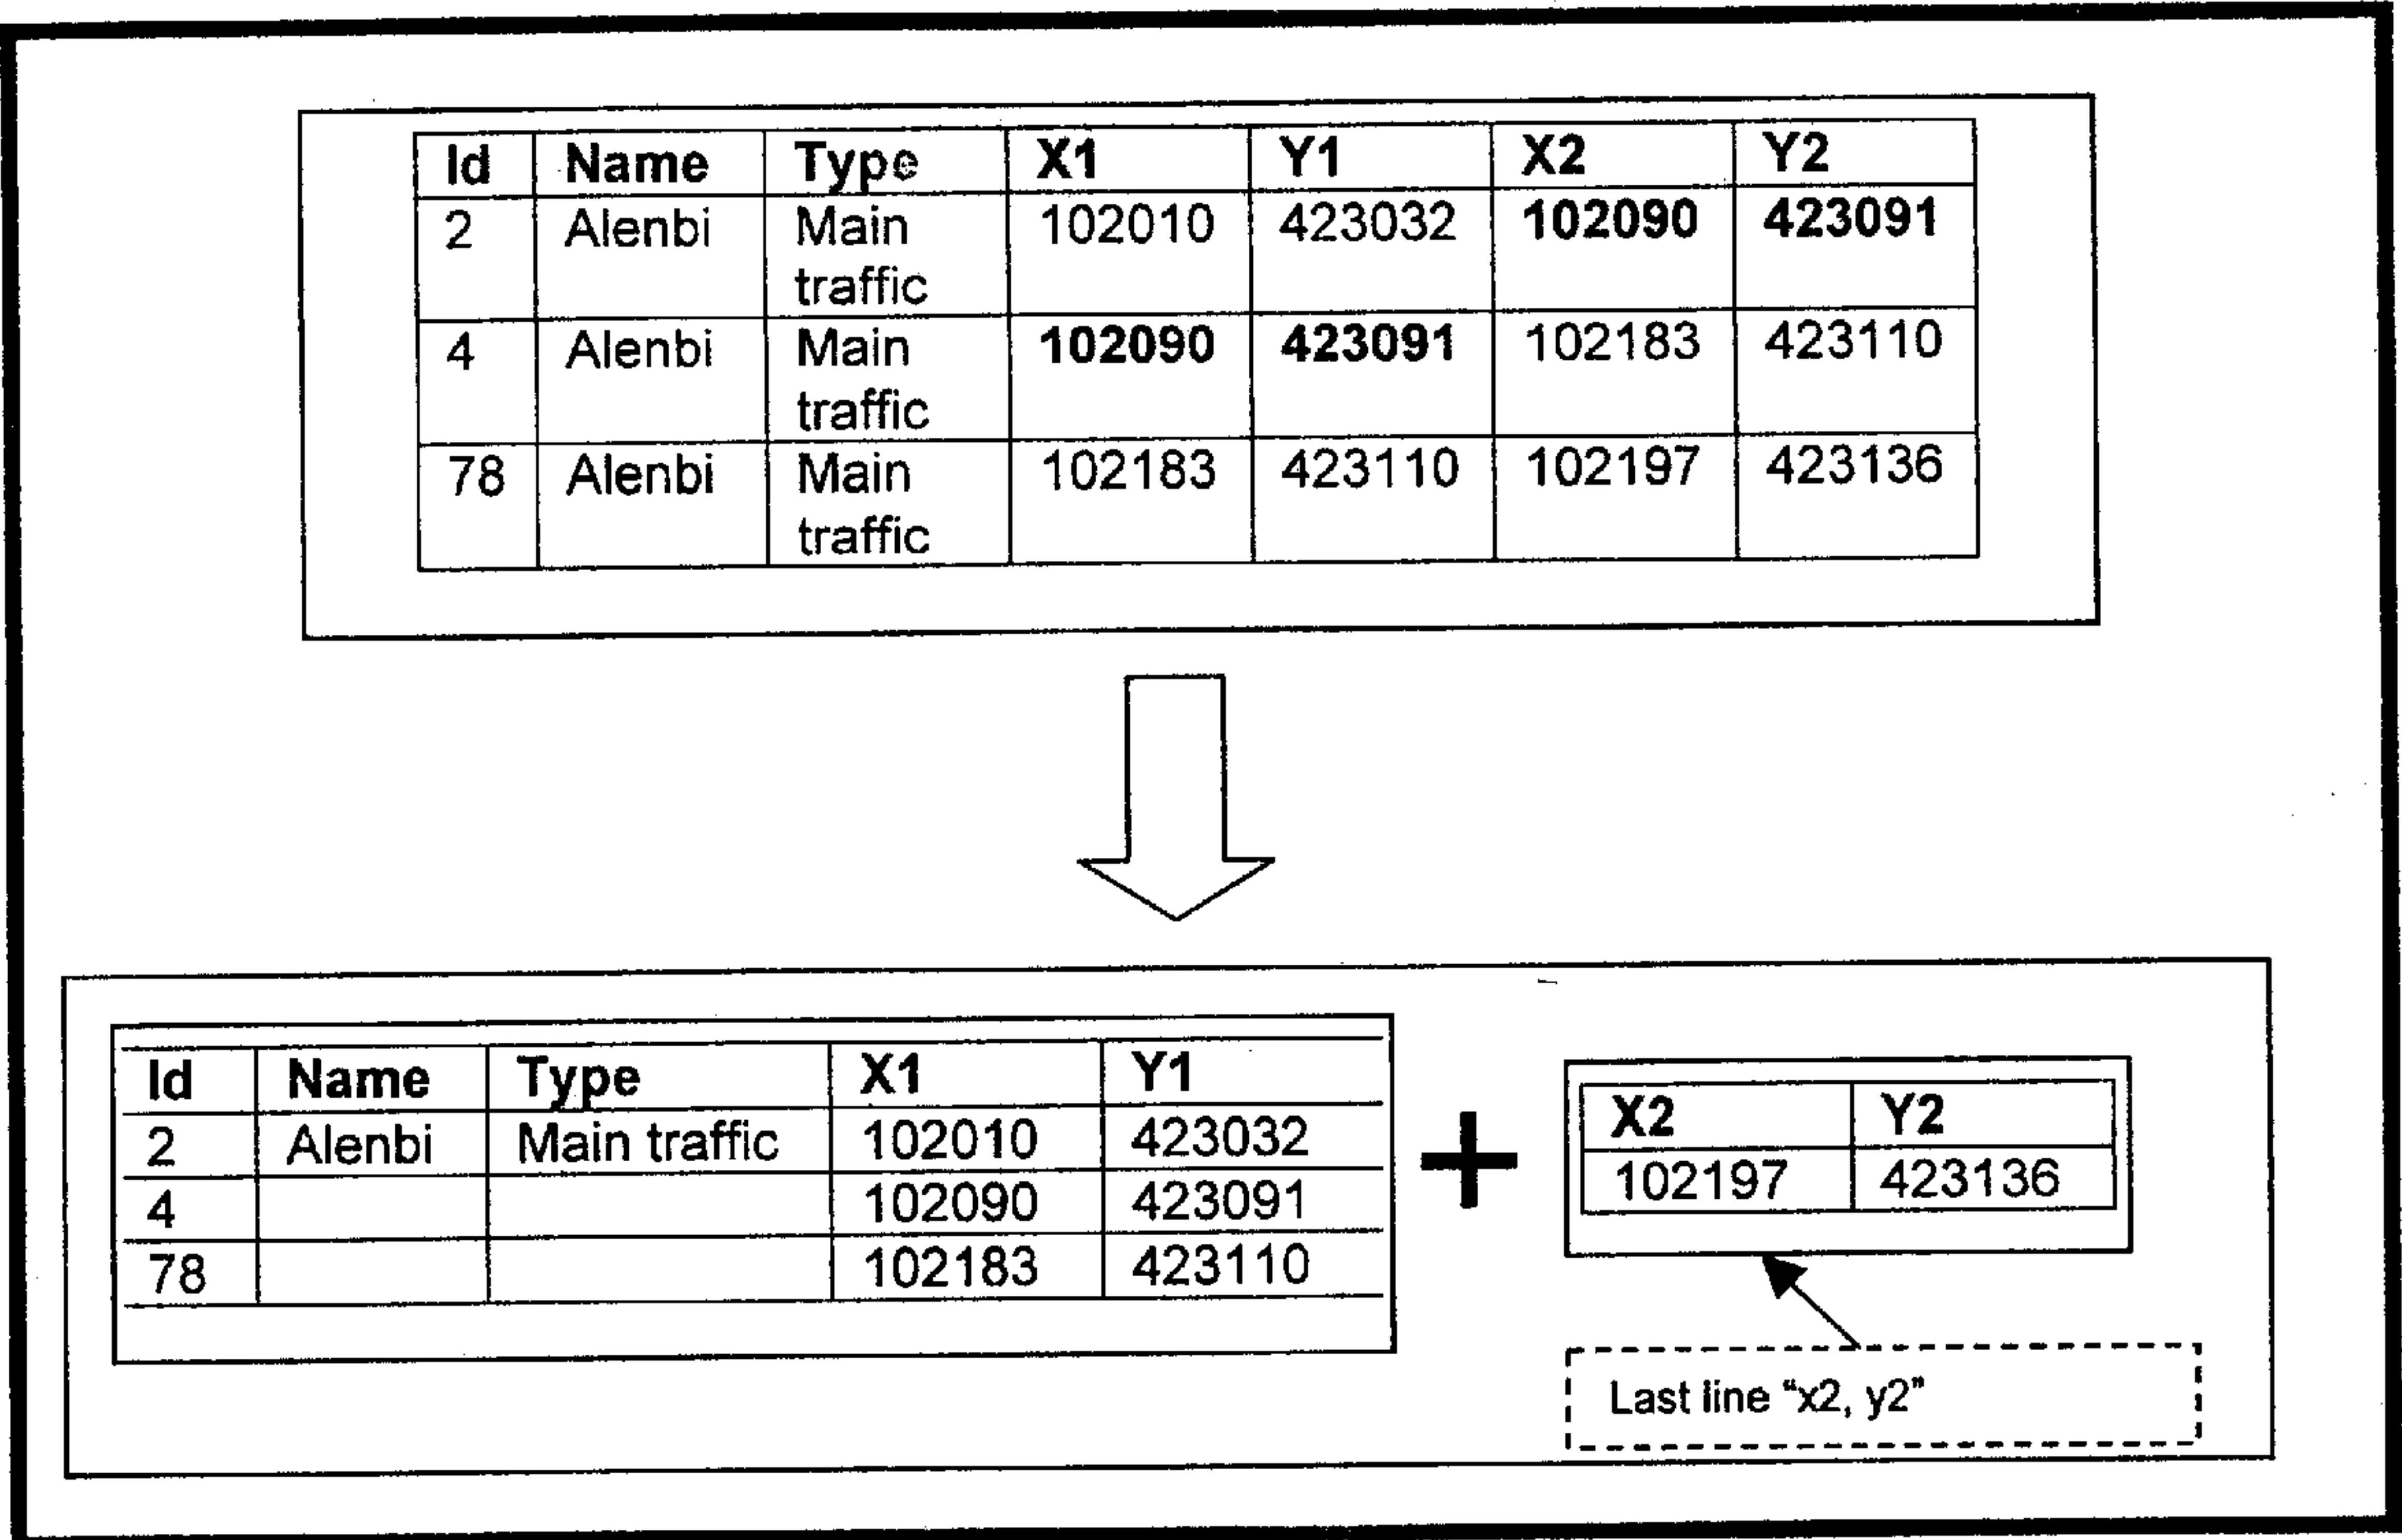 Id Name Type X1 Y1 X2 Y2
2 Alenbi Main 102010 423032 102090 423091
traffic
4 Alenbi Main 102090 423091 102183 423110
traffic
78 Alenbi Main 102183 423110 102197 423136
traffic
Id Name Type X1 Y1
2 Alenbi Main traffic 102010 423032
4 102090 423091
78 102183 423110
+
X2 Y2
102197 423136
Last line “x2, y2”